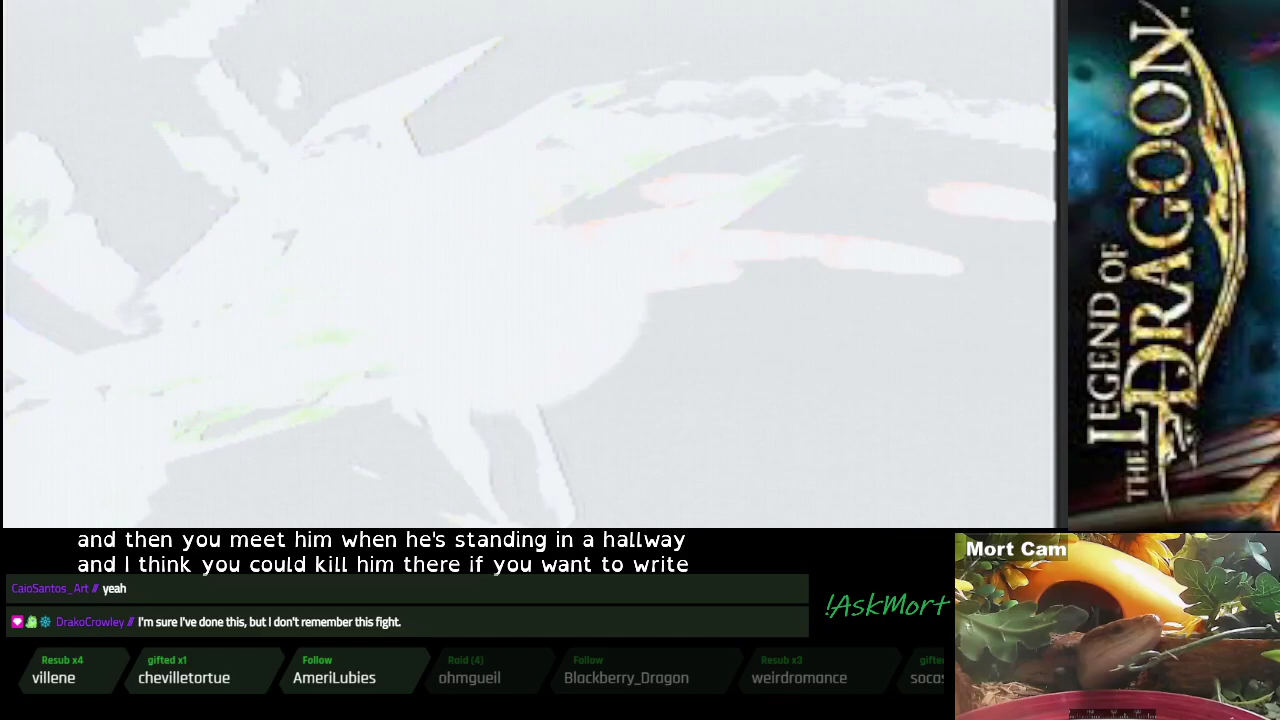 THE LEGEND OF
DRAGOON
and then you meet him when he's standing in a hallway
and I think you could kill him there if you want to write
CaioSantos_Art // yeah
DrakoCrowley // I'm sure I've done this, but I don't remember this fight.
!AskMort
Mort Cam
Resub x4
villene
gifted x1
chevilletortue
Follow
AmeriLubies
Raid (4)
ohmgueil
Follow
Blackberry_Dragon
Resub x3
weirdromance
gifte
socas